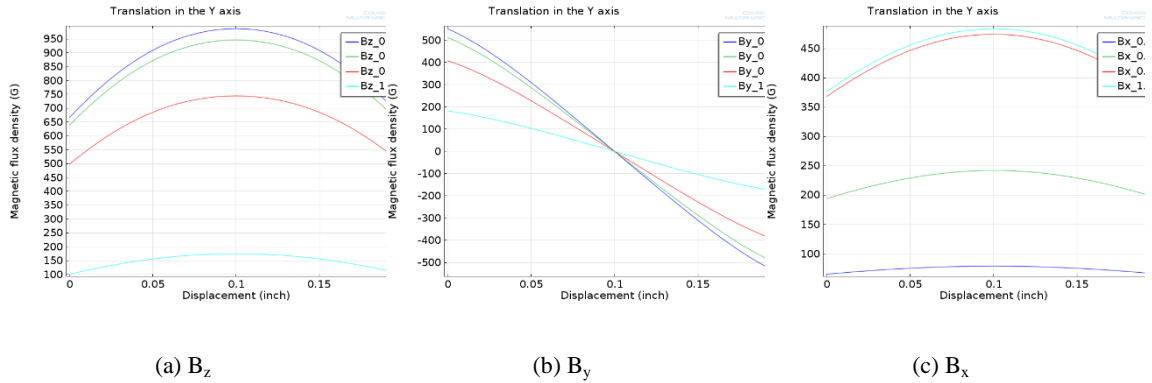 Translation in the Y axis
Magnetic flux density (G)
950
900
850
800
750
700
650
600
550
500
450
400
350
300
250
200
150
100
0
0.05
0.1
0.15
Displacement (inch)
Bz_0
Bz_0
Bz_0
Bz_1
(a) Bz
Translation in the Y axis
Magnetic flux density (G)
500
400
300
200
100
0
-100
-200
-300
-400
-500
0
0.05
0.1
0.15
Displacement (inch)
By_0
By_0
By_0
By_1
(b) By
Translation in the Y axis
Magnetic flux density (G)
450
400
350
300
250
200
150
100
0
0.05
0.1
0.15
Displacement (inch)
Bx_0.
Bx_0.
Bx_0.
Bx_1.
(c) Bx